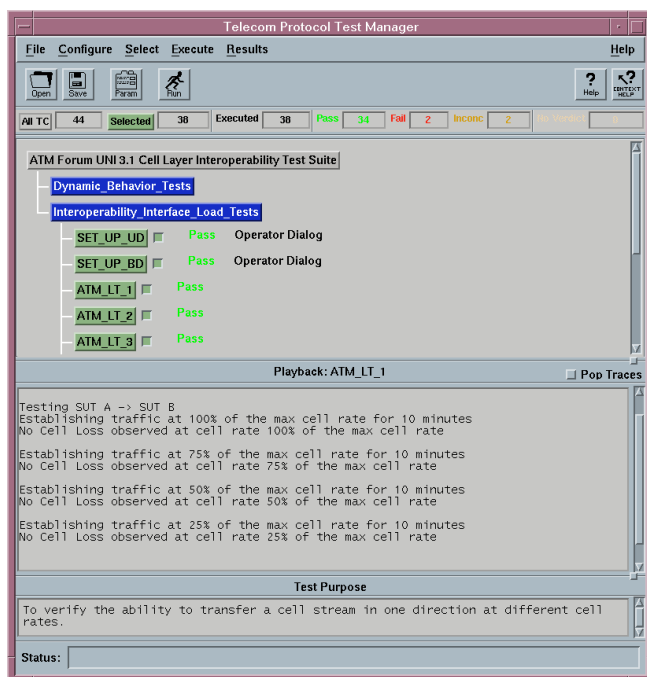 Telecom Protocol Test Manager
File Configure Select Execute Results Help
Open Save Param Run Help CONTEXT HELP
All TC 44 Selected 38 Executed 38 Pass 34 Fail 2 Inconc 2 No Verdict 0
ATM Forum UNI 3.1 Cell Layer Interoperability Test Suite
Dynamic_Behavior_Tests
Interoperability_Interface_Load_Tests
SET_UP_UD Pass Operator Dialog
SET_UP_BD Pass Operator Dialog
ATM_LT_1 Pass
ATM_LT_2 Pass
ATM_LT_3 Pass
Playback: ATM_LT_1 Pop Traces
Testing SUT A -> SUT B
Establishing traffic at 100% of the max cell rate for 10 minutes
No Cell Loss observed at cell rate 100% of the max cell rate
Establishing traffic at 75% of the max cell rate for 10 minutes
No Cell Loss observed at cell rate 75% of the max cell rate
Establishing traffic at 50% of the max cell rate for 10 minutes
No Cell Loss observed at cell rate 50% of the max cell rate
Establishing traffic at 25% of the max cell rate for 10 minutes
No Cell Loss observed at cell rate 25% of the max cell rate
Test Purpose
To verify the ability to transfer a cell stream in one direction at different cell
rates.
Status: